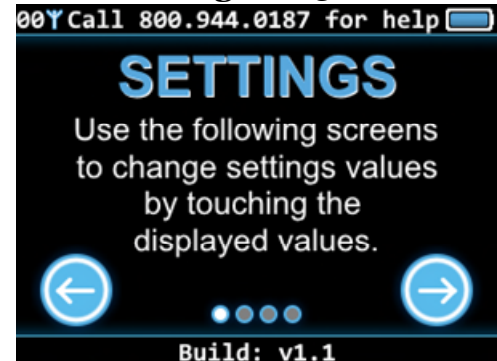 00 Call 800.944.0187 for help
SETTINGS
Use the following screens
to change settings values
by touching the
displayed values.
Build: v1.1